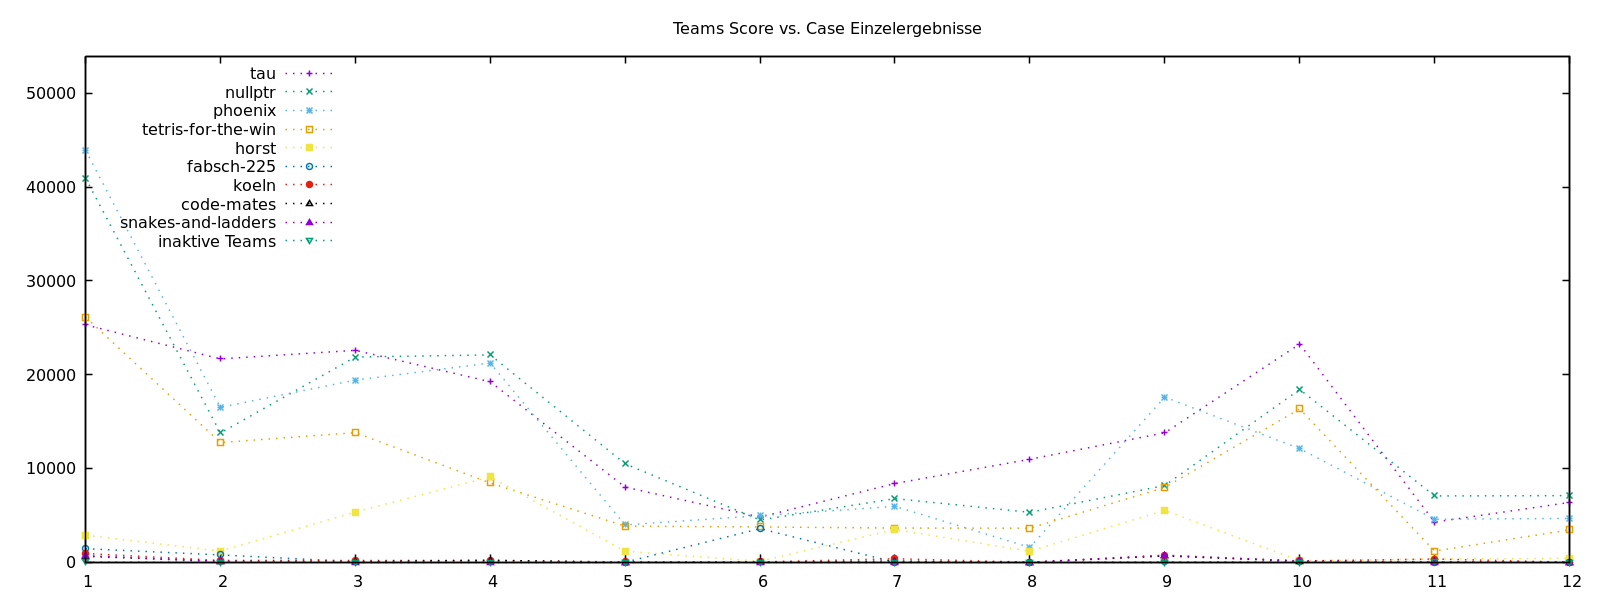 Teams Score vs. Case Einzelergebnisse
tau
nullptr
phoenix
tetris-for-the-win
horst
fabsch-225
koeln
code-mates
snakes-and-ladders
inaktive Teams
50000
40000
30000
20000
10000
0
1 2 3 4 5 6 7 8 9 10 11 12